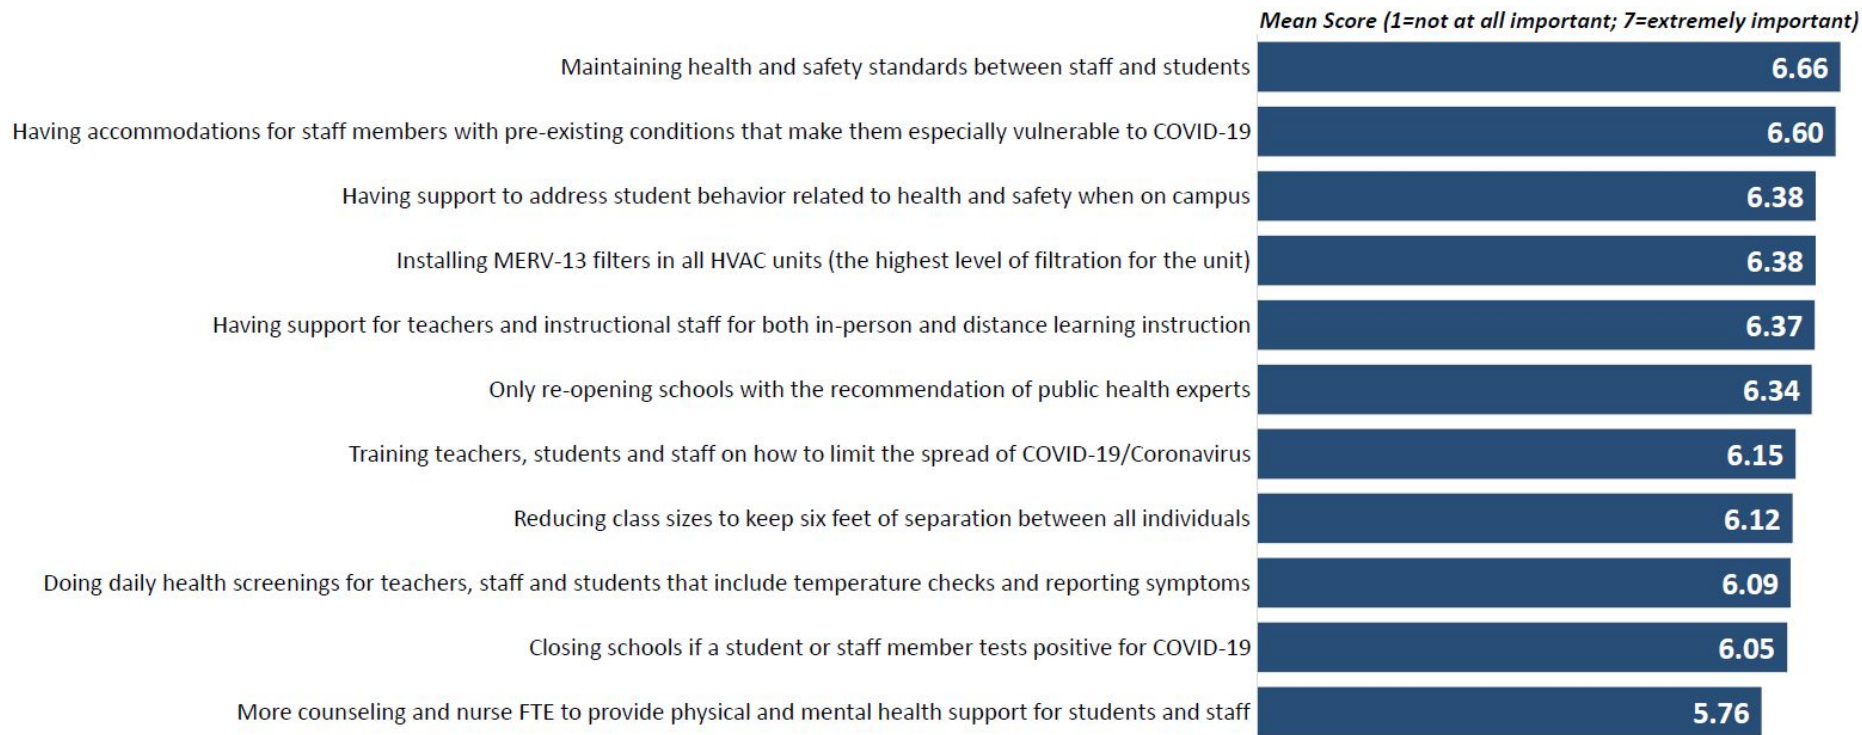 Mean Score (1=not at all important; 7=extremely important)
Maintaining health and safety standards between staff and students 6.66
Having accommodations for staff members with pre-existing conditions that make them especially vulnerable to COVID-19 6.60
Having support to address student behavior related to health and safety when on campus 6.38
Installing MERV-13 filters in all HVAC units (the highest level of filtration for the unit) 6.38
Having support for teachers and instructional staff for both in-person and distance learning instruction 6.37
Only re-opening schools with the recommendation of public health experts 6.34
Training teachers, students and staff on how to limit the spread of COVID-19/Coronavirus 6.15
Reducing class sizes to keep six feet of separation between all individuals 6.12
Doing daily health screenings for teachers, staff and students that include temperature checks and reporting symptoms 6.09
Closing schools if a student or staff member tests positive for COVID-19 6.05
More counseling and nurse FTE to provide physical and mental health support for students and staff 5.76